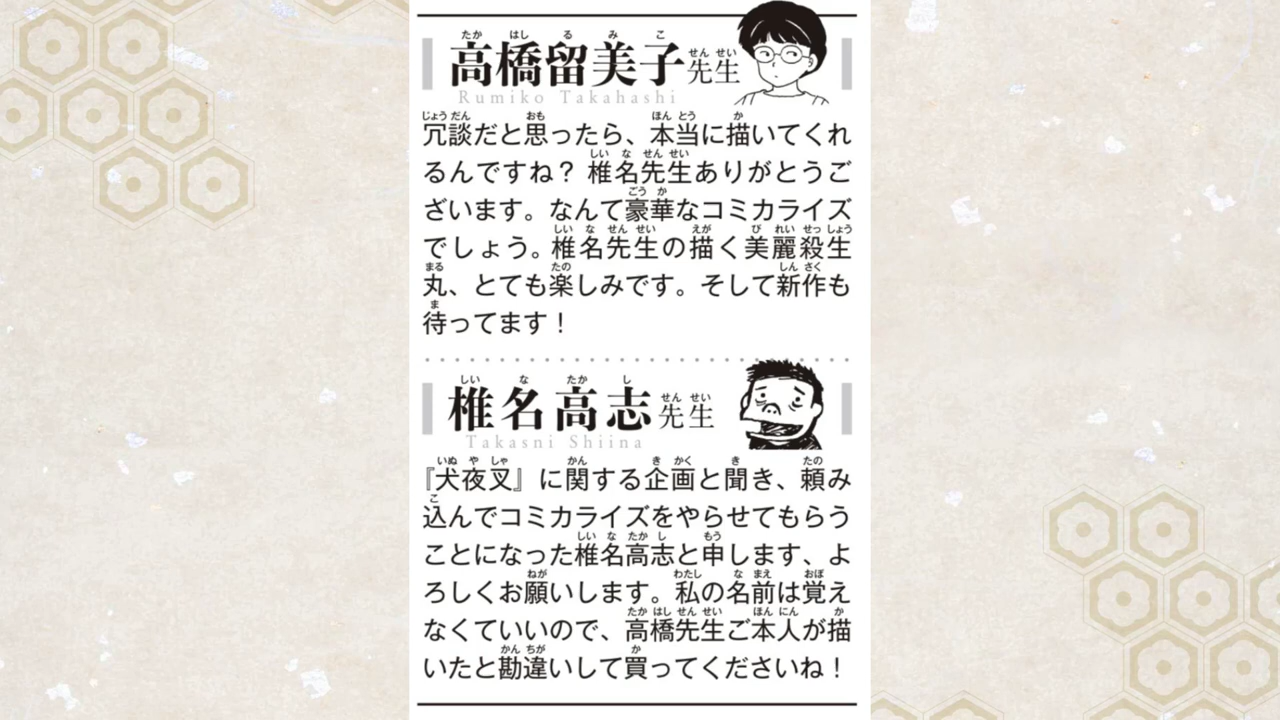 高橋留美子先生
Rumiko Takahashi
冗談だと思ったら、本当に描いてくれ
るんですね？ 椎名先生ありがとうご
ざいます。なんて豪華なコミカライズ
でしょう。椎名先生の描く美麗殺生
丸、とても楽しみです。そして新作も
待ってます！
椎名高志先生
Takasni Shiina
『犬夜叉』に関する企画と聞き、頼み
込んでコミカライズをやらせてもらう
ことになった椎名高志と申します、よ
ろしくお願いします。私の名前は覚え
なくていいので、高橋先生ご本人が描
いたと勘違いして買ってくださいね！